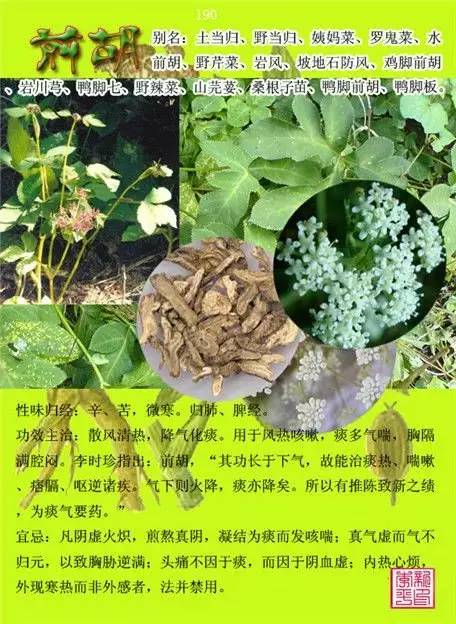 190
前胡
别名：土当归、野当归、姨妈菜、罗鬼菜、水
前胡、野芹菜、岩风、坡地石防风、鸡脚前胡
、岩川芎、鸭脚七、野辣菜、山芫荽、桑根子苗、鸭脚前胡、鸭脚板。
性味归经：辛、苦，微寒。归肺、脾经。
功效主治：散风清热，降气化痰。用于风热咳嗽，痰多气喘，胸隔
满腔闷。李时珍指出：前胡，“其功长于下气，故能治痰热、喘嗽
、痞膈、呕逆诸疾。气下则火降，痰亦降矣。所以有推陈致新之绩
，为痰气要药。”
宜忌：凡阴虚火炽，煎熬真阴，凝结为痰而发咳喘；真气虚而气不
归元，以致胸胁逆满；头痛不因于痰，而因于阴血虚；内热心烦，
外现寒热而非外感者，法并禁用。